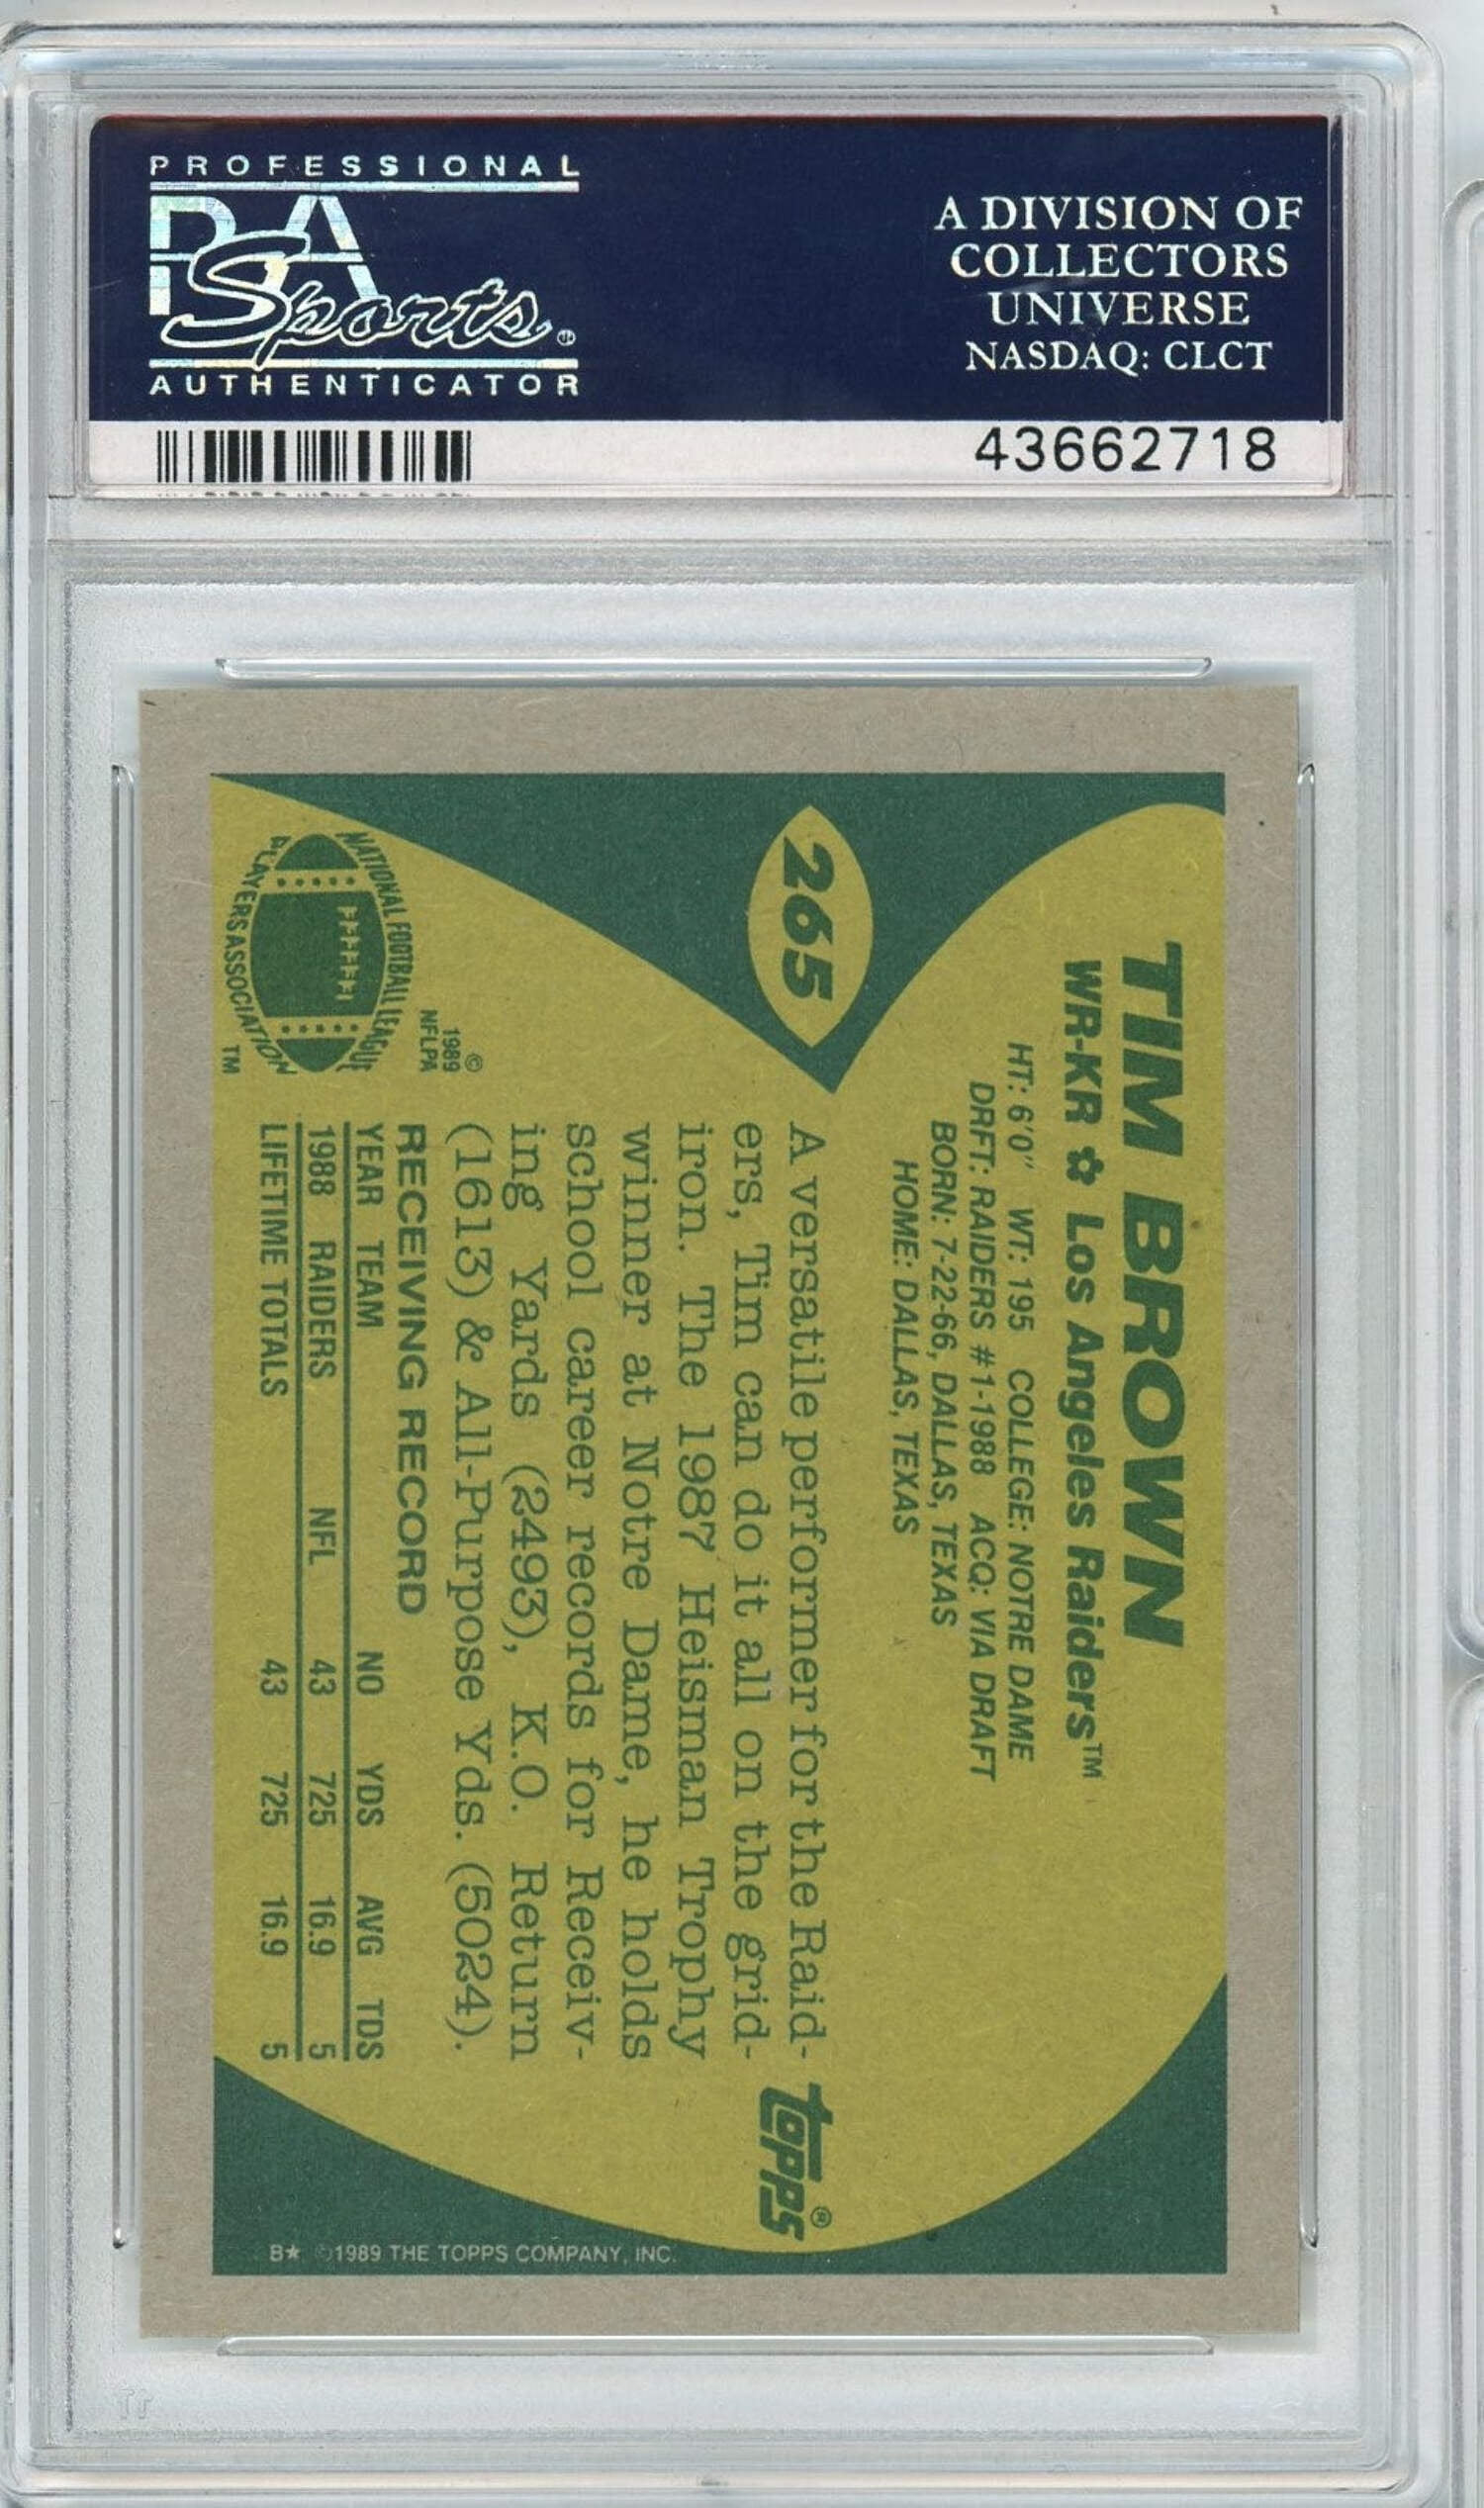 PROFESSIONAL
PSA
Sports
AUTHENTICATOR
A DIVISION OF
COLLECTORS
UNIVERSE
NASDAQ: CLCT
43662718
265
TIM BROWN
WR-KR Los Angeles Raiders™
HT: 6'0" WT: 195 COLLEGE: NOTRE DAME
DRFT: RAIDERS #1-1988 ACQ: VIA DRAFT
BORN: 7-22-66, DALLAS, TEXAS
HOME: DALLAS, TEXAS
A versatile performer for the Raid-
ers, Tim can do it all on the grid-
iron. The 1987 Heisman Trophy
winner at Notre Dame, he holds
school career records for Receiv-
ing Yards (2493), K.O. Return
(1613) & All-Purpose Yds. (5024).
topps®
©
1989
NFLPA
NATIONAL FOOTBALL LEAGUE
PLAYERS ASSOCIATION
TM
RECEIVING RECORD
YEAR TEAM NO YDS AVG TDS
1988 RAIDERS NFL 43 725 16.9 5
LIFETIME TOTALS 43 725 16.9 5
B★ ©1989 THE TOPPS COMPANY, INC.